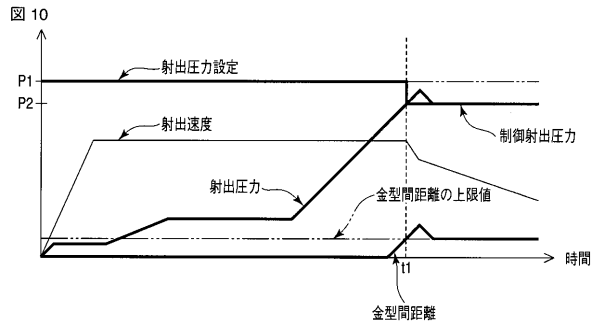 図10
P1
射出圧力設定
P2
射出速度
制御射出圧力
射出圧力
金型間距離の上限値
t1
時間
金型間距離